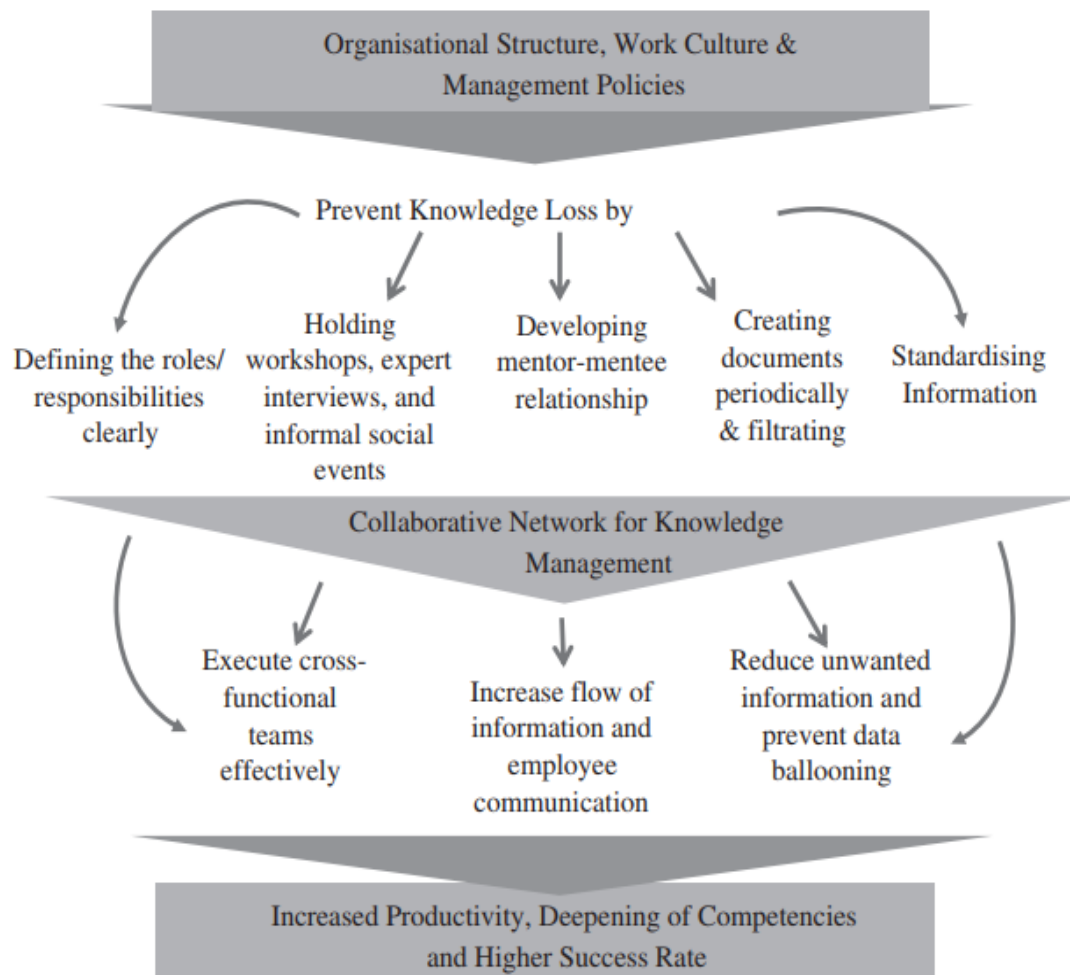 Organisational Structure, Work Culture &
Management Policies
Prevent Knowledge Loss by
Defining the roles/
responsibilities
clearly
Holding
workshops, expert
interviews, and
informal social
events
Developing
mentor-mentee
relationship
Creating
documents
periodically
& filtrating
Standardising
Information
Collaborative Network for Knowledge
Management
Execute cross-
functional
teams
effectively
Increase flow of
information and
employee
communication
Reduce unwanted
information and
prevent data
ballooning
Increased Productivity, Deepening of Competencies
and Higher Success Rate